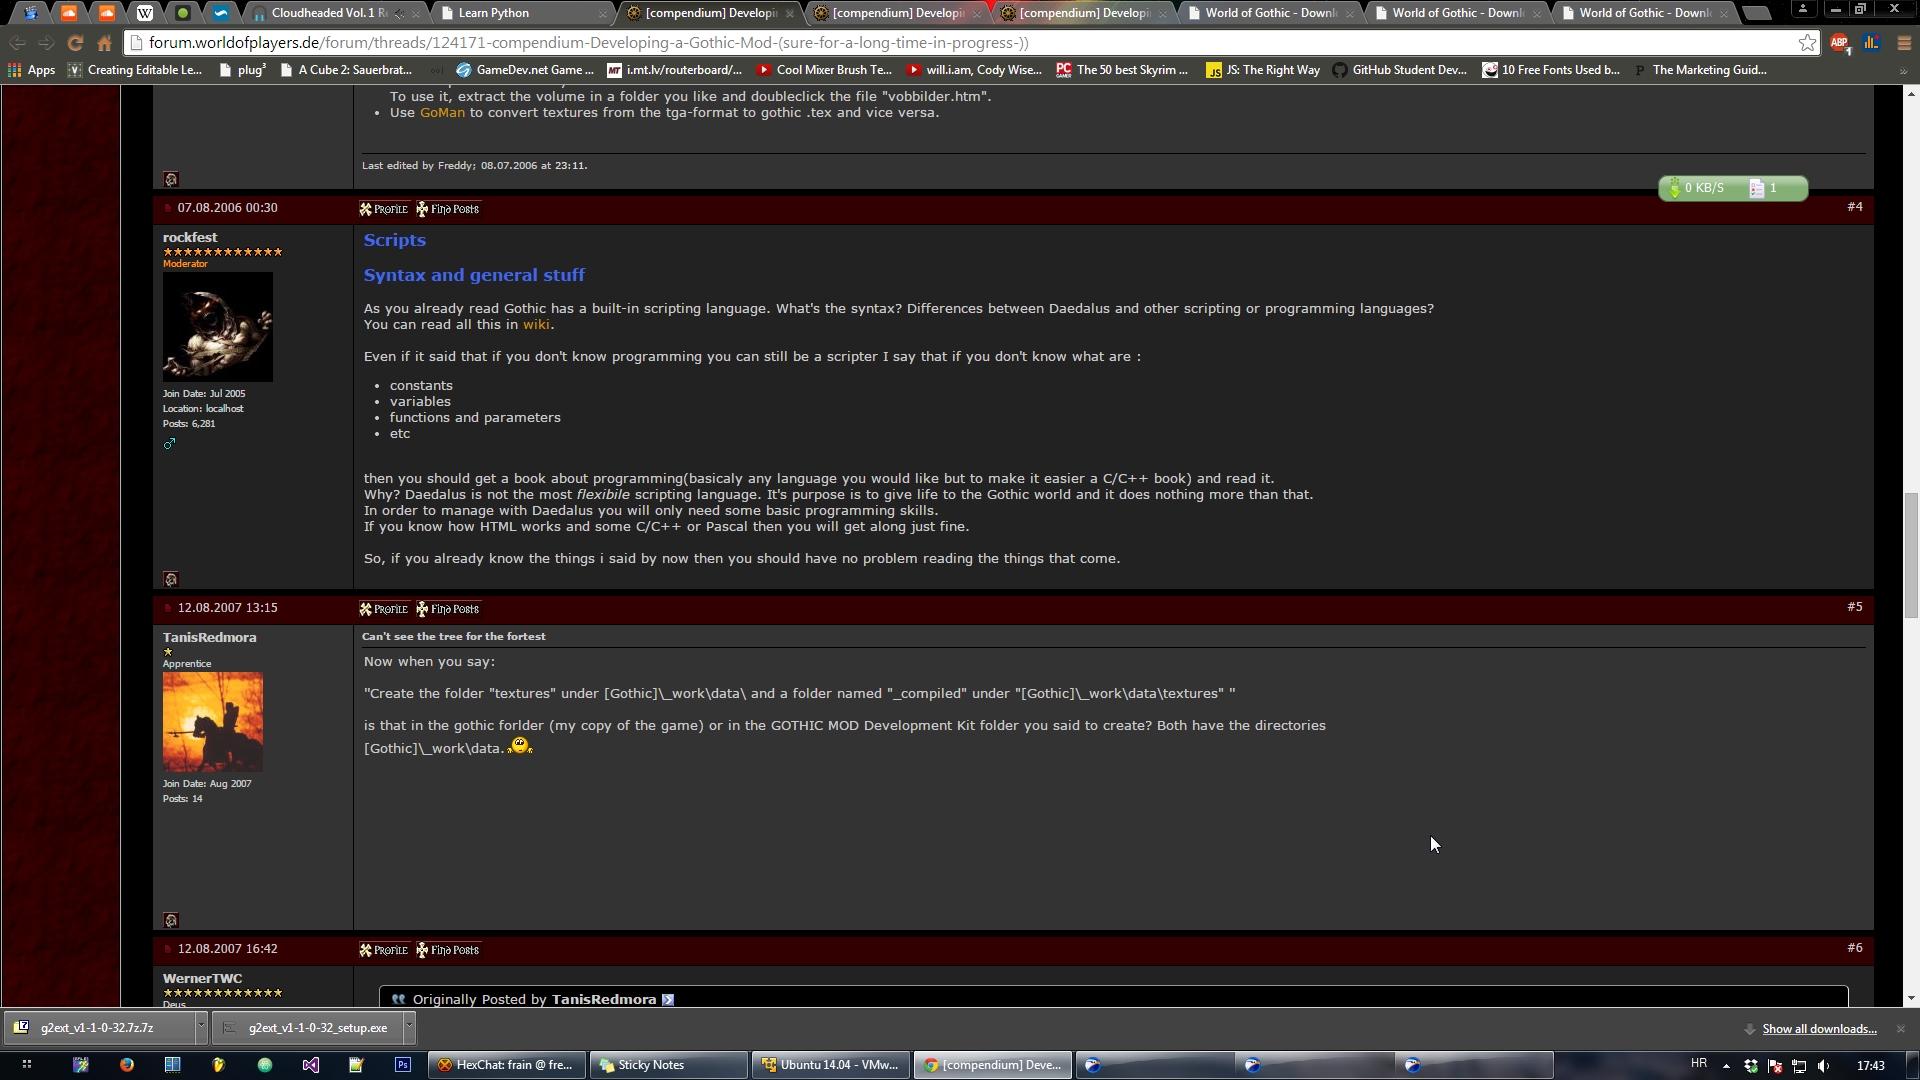 Cloudheaded Vol. 1 R
Learn Python
[compendium] Developin
[compendium] Developin
[compendium] Developin
World of Gothic - Downl
World of Gothic - Downl
World of Gothic - Downl
forum.worldofplayers.de/forum/threads/124171-compendium-Developing-a-Gothic-Mod-(sure-for-a-long-time-in-progress-))
ABP
1
Apps
Creating Editable Le...
plug³
A Cube 2: Sauerbrat...
GameDev.net Game ...
i.mt.lv/routerboard/...
Cool Mixer Brush Te...
will.i.am, Cody Wise...
The 50 best Skyrim ...
JS: The Right Way
GitHub Student Dev...
10 Free Fonts Used b...
The Marketing Guid...
To use it, extract the volume in a folder you like and doubleclick the file "vobbilder.htm".
Use GoMan to convert textures from the tga-format to gothic .tex and vice versa.
Last edited by Freddy; 08.07.2006 at 23:11.
0 KB/S 1
07.08.2006 00:30 Profile Find Posts #4
rockfest
Moderator
Join Date: Jul 2005
Location: localhost
Posts: 6,281
Scripts
Syntax and general stuff
As you already read Gothic has a built-in scripting language. What's the syntax? Differences between Daedalus and other scripting or programming languages?
You can read all this in wiki.
Even if it said that if you don't know programming you can still be a scripter I say that if you don't know what are :
constants
variables
functions and parameters
etc
then you should get a book about programming(basicaly any language you would like but to make it easier a C/C++ book) and read it.
Why? Daedalus is not the most flexibile scripting language. It's purpose is to give life to the Gothic world and it does nothing more than that.
In order to manage with Daedalus you will only need some basic programming skills.
If you know how HTML works and some C/C++ or Pascal then you will get along just fine.
So, if you already know the things i said by now then you should have no problem reading the things that come.
12.08.2007 13:15 Profile Find Posts #5
TanisRedmora
Apprentice
Join Date: Aug 2007
Posts: 14
Can't see the tree for the fortest
Now when you say:
"Create the folder "textures" under [Gothic]\_work\data\ and a folder named "_compiled" under "[Gothic]\_work\data\textures" "
is that in the gothic forlder (my copy of the game) or in the GOTHIC MOD Development Kit folder you said to create? Both have the directories
[Gothic]\_work\data.
12.08.2007 16:42 Profile Find Posts #6
WernerTWC
Deus
Originally Posted by TanisRedmora
g2ext_v1-1-0-32.7z.7z
g2ext_v1-1-0-32_setup.exe
Show all downloads...
HexChat: frain @ fre...
Sticky Notes
Ubuntu 14.04 - VMw...
[compendium] Deve...
HR
17:43